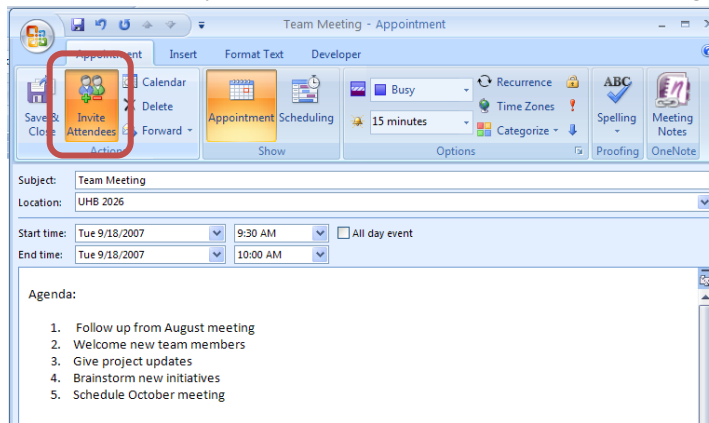 Team Meeting - Appointment
Appointment Insert Format Text Developer
Save & Close
Invite Attendees
Calendar
Delete
Forward
Actions
Appointment Scheduling
Show
Busy
15 minutes
Recurrence
Time Zones
Categorize
Options
ABC
Spelling
Proofing
Meeting Notes
OneNote
Subject: Team Meeting
Location: UHB 2026
Start time: Tue 9/18/2007 9:30 AM All day event
End time: Tue 9/18/2007 10:00 AM
Agenda:
1. Follow up from August meeting
2. Welcome new team members
3. Give project updates
4. Brainstorm new initiatives
5. Schedule October meeting